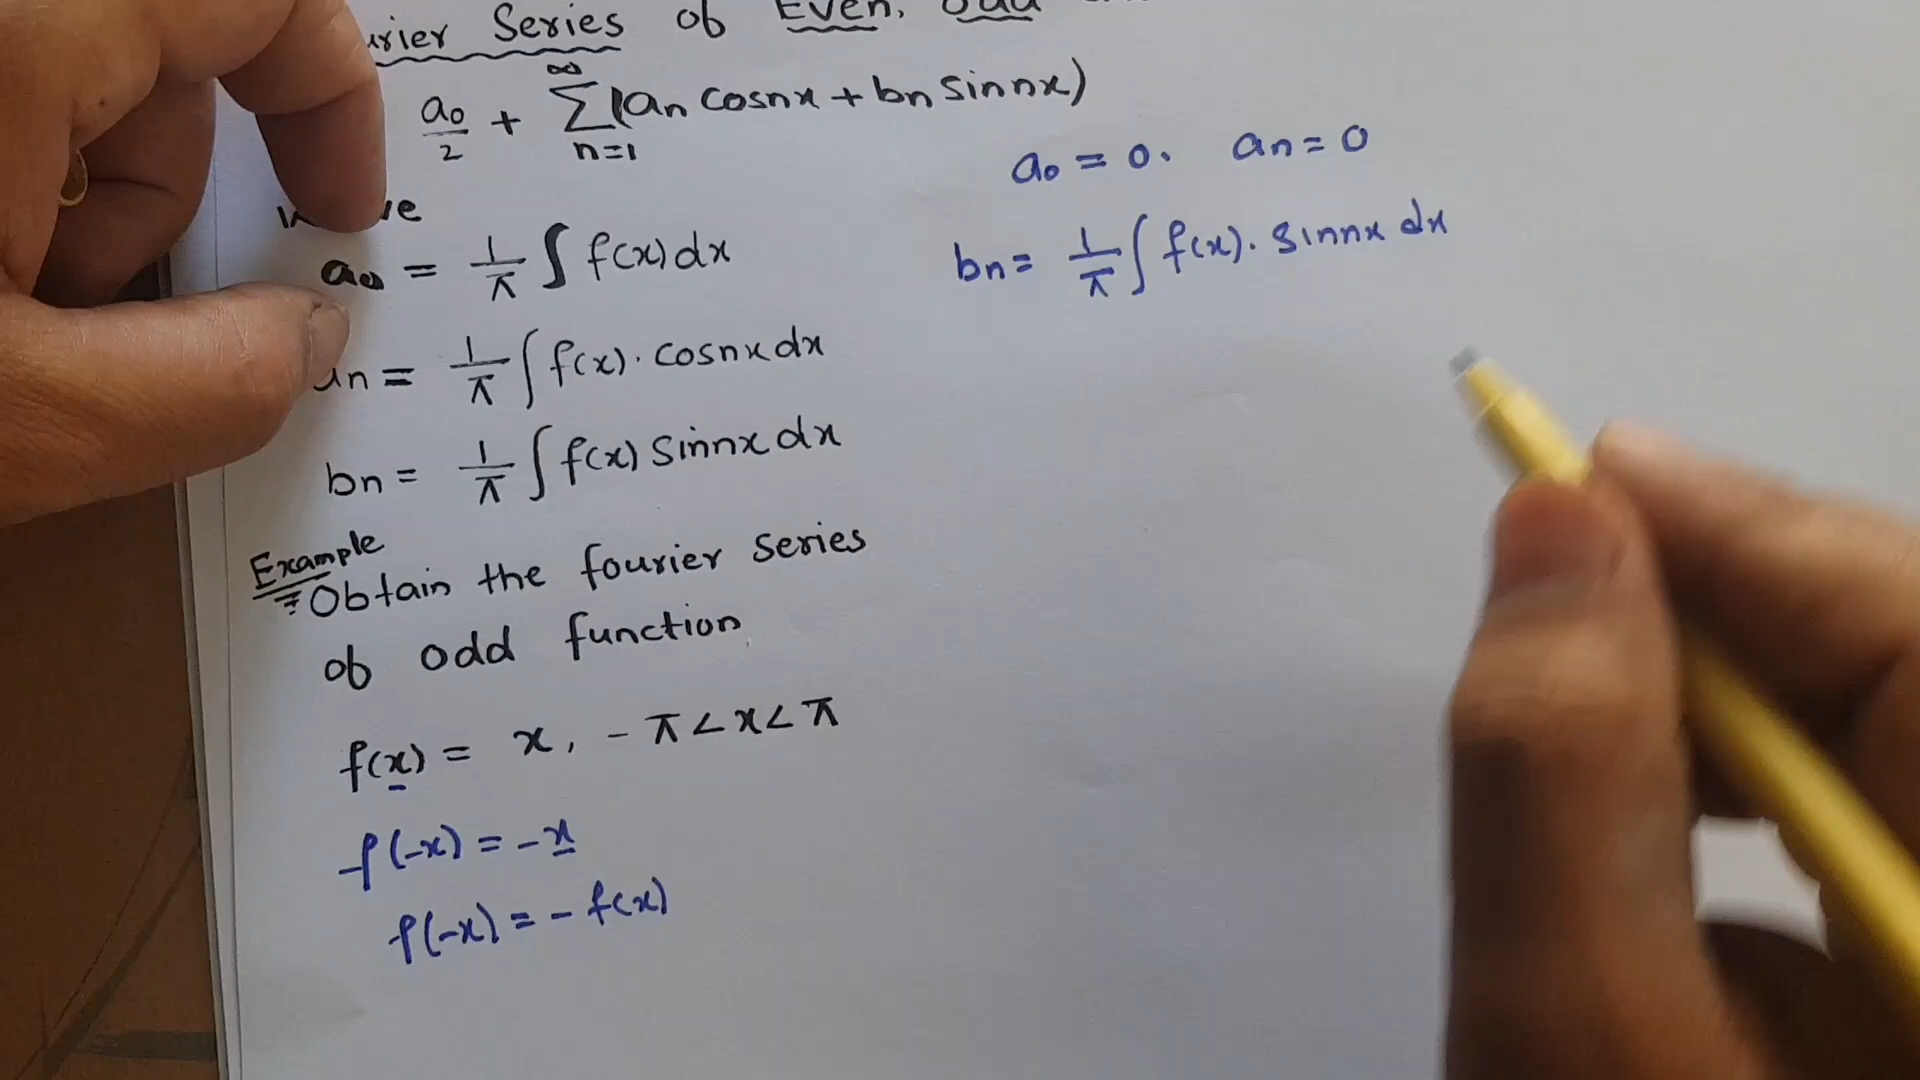 Series of Even, Odd
a₀/2 + ∑_{n=1}^{∞} (an cosnx + bn sinnx)
a₀ = 1/π ∫ f(x) dx
an = 1/π ∫ f(x) · cosnx dx
bn = 1/π ∫ f(x) sinnx dx
Example
Obtain the fourier series
of odd function
f(x) = x, -π < x < π
f(-x) = -x
f(-x) = - f(x)
a₀ = 0. an = 0
bn = 1/π ∫ f(x). sinnx dx